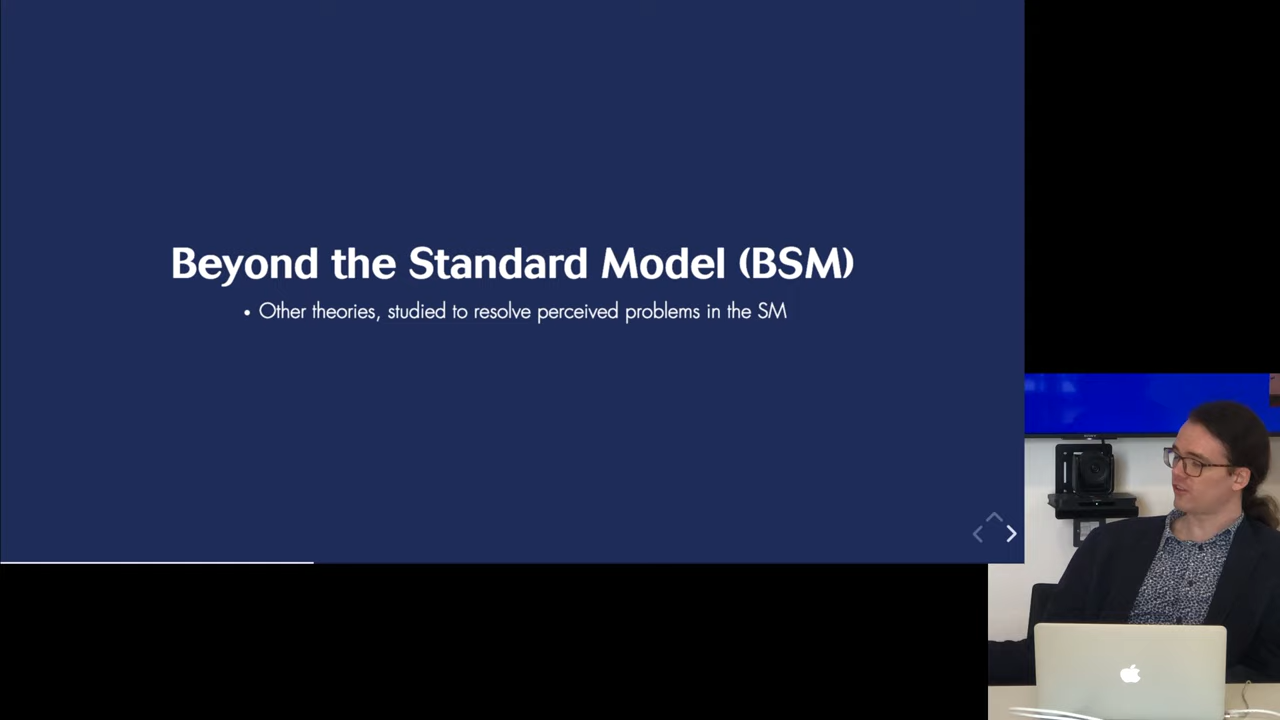 Beyond the Standard Model (BSM)
• Other theories, studied to resolve perceived problems in the SM